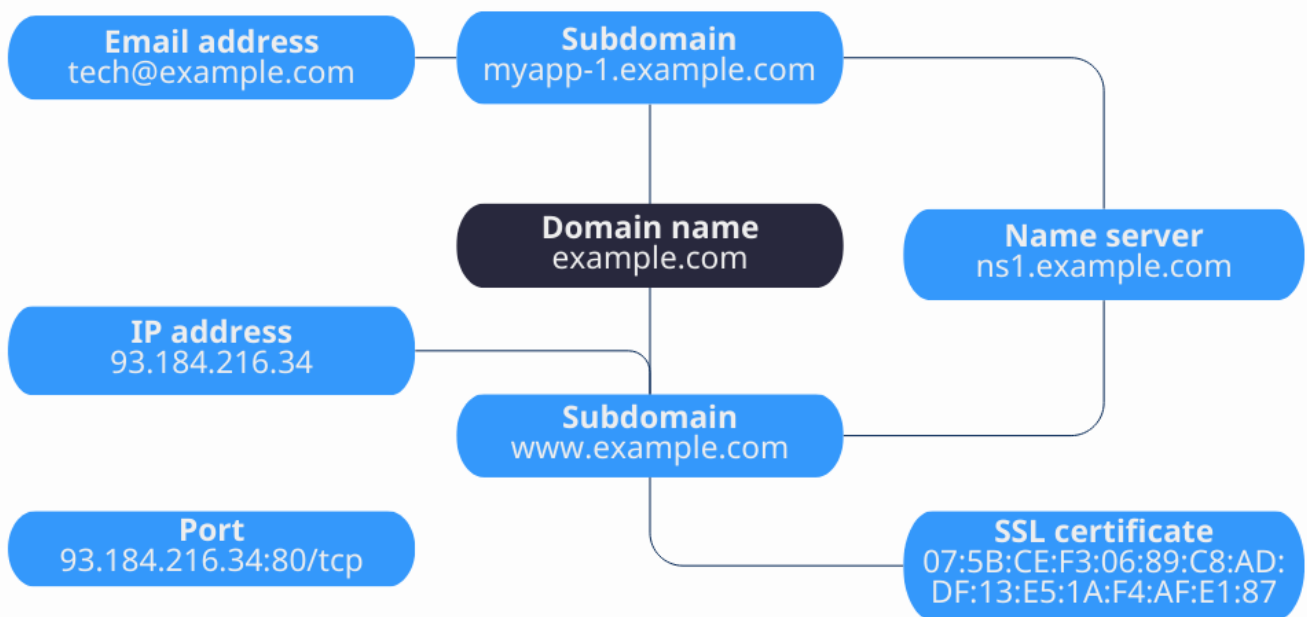 Email address
tech@example.com
Subdomain
myapp-1.example.com
Domain name
example.com
Name server
ns1.example.com
IP address
93.184.216.34
Subdomain
www.example.com
Port
93.184.216.34:80/tcp
SSL certificate
07:5B:CE:F3:06:89:C8:AD:
DF:13:E5:1A:F4:AF:E1:87